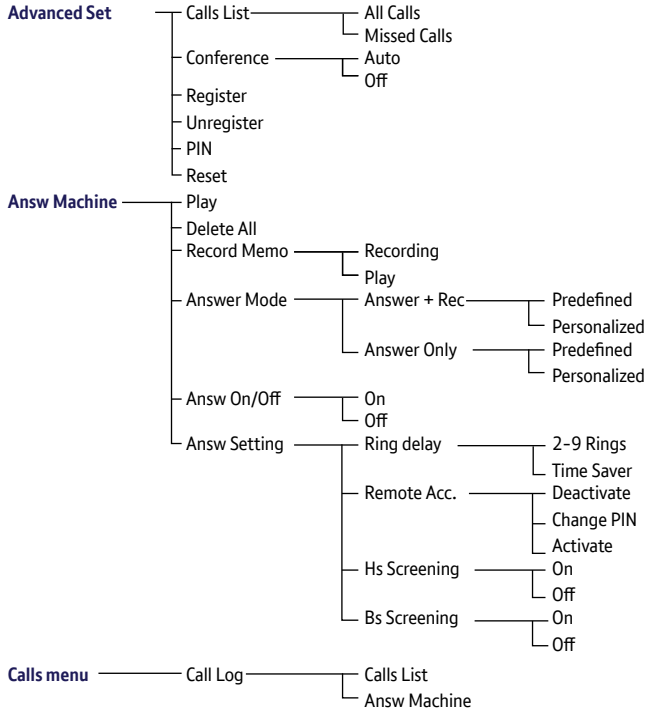 Advanced Set Calls List All Calls
Missed Calls
Conference Auto
Off
Register
Unregister
PIN
Reset
Answ Machine Play
Delete All
Record Memo Recording
Play
Answer Mode Answer + Rec Predefined
Personalized
Answer Only Predefined
Personalized
Answ On/Off On
Off
Answ Setting Ring delay 2-9 Rings
Time Saver
Remote Acc. Deactivate
Change PIN
Activate
Hs Screening On
Off
Bs Screening On
Off
Calls menu Call Log Calls List
Answ Machine